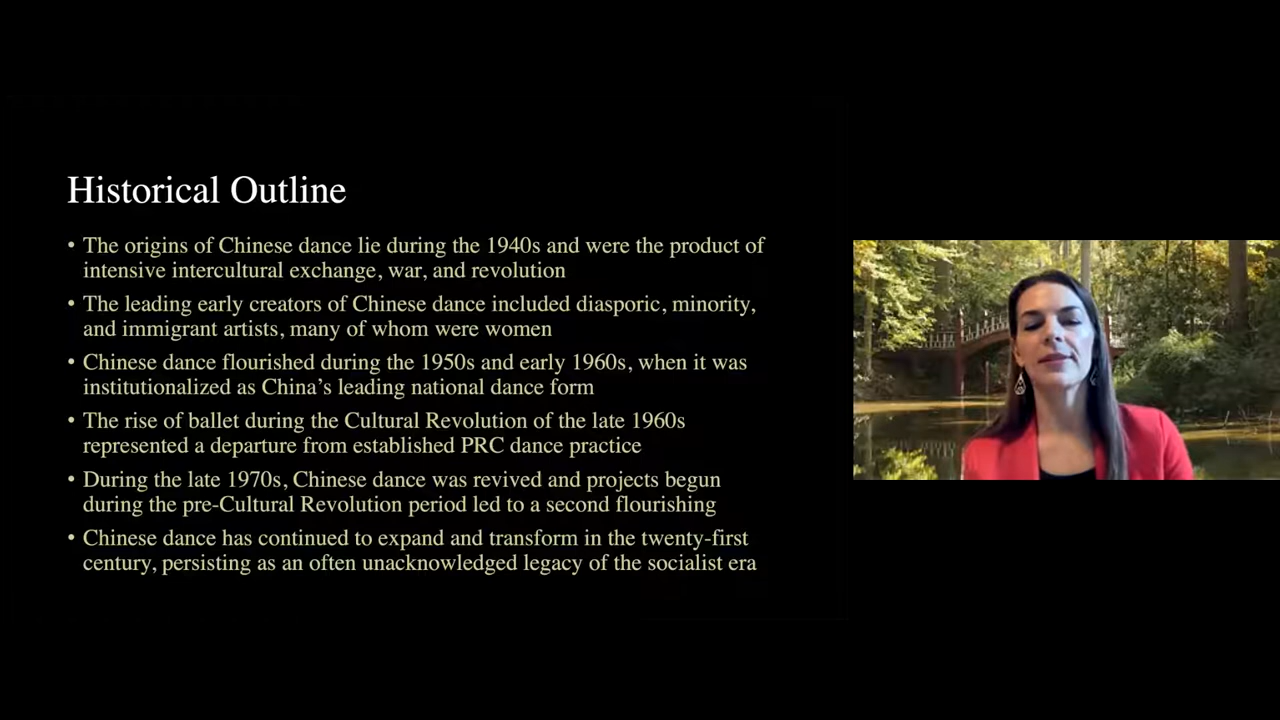 Historical Outline
• The origins of Chinese dance lie during the 1940s and were the product of
intensive intercultural exchange, war, and revolution
• The leading early creators of Chinese dance included diasporic, minority,
and immigrant artists, many of whom were women
• Chinese dance flourished during the 1950s and early 1960s, when it was
institutionalized as China’s leading national dance form
• The rise of ballet during the Cultural Revolution of the late 1960s
represented a departure from established PRC dance practice
• During the late 1970s, Chinese dance was revived and projects begun
during the pre-Cultural Revolution period led to a second flourishing
• Chinese dance has continued to expand and transform in the twenty-first
century, persisting as an often unacknowledged legacy of the socialist era